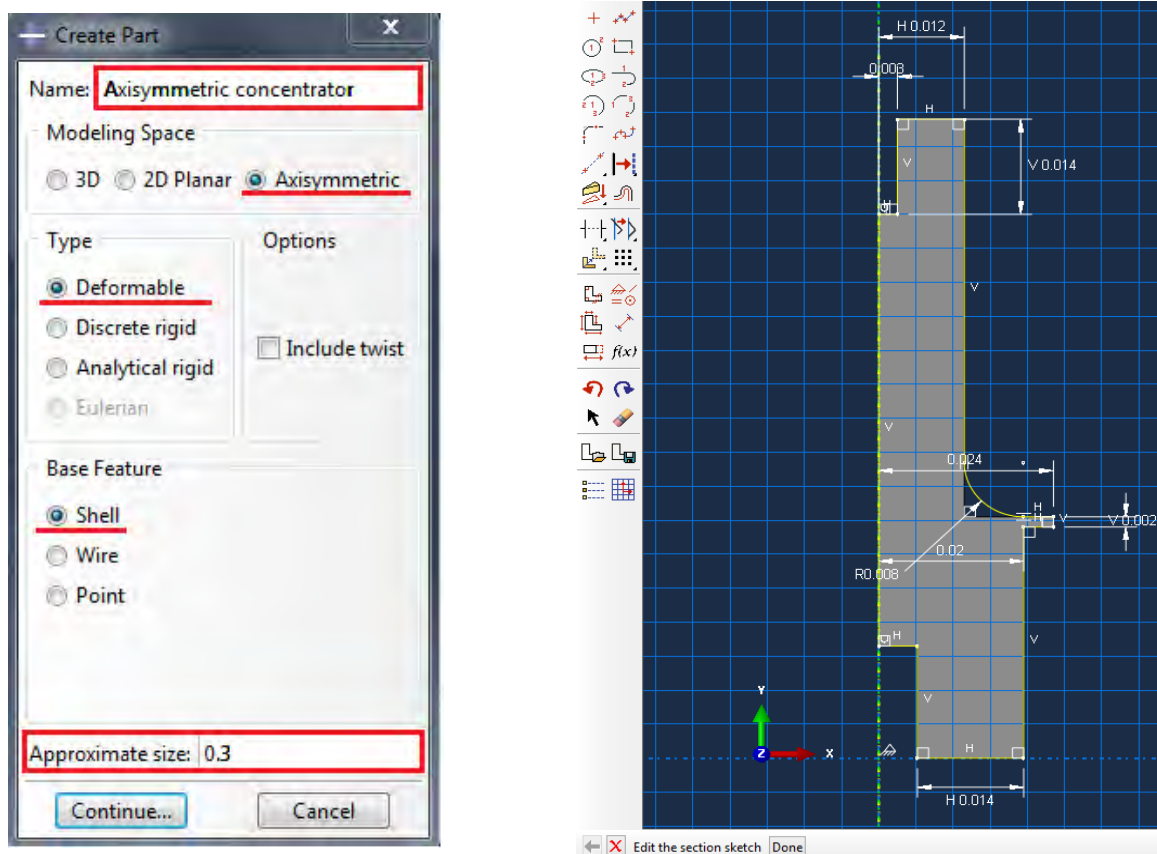 Create Part
X
Name: Axisymmetric concentrator
Modeling Space
3D 2D Planar Axisymmetric
Type
Options
Deformable
Discrete rigid
Analytical rigid
Eulerian
Include twist
Base Feature
Shell
Wire
Point
Approximate size: 0.3
Continue...
Cancel
H 0.012
0.003
H
V
V 0.014
H
V
V
0.024
H
H
V
V 0.002
0.02
R0.008
H
V
V
H
H 0.014
Y
Z
X
f(x)
X Edit the section sketch Done